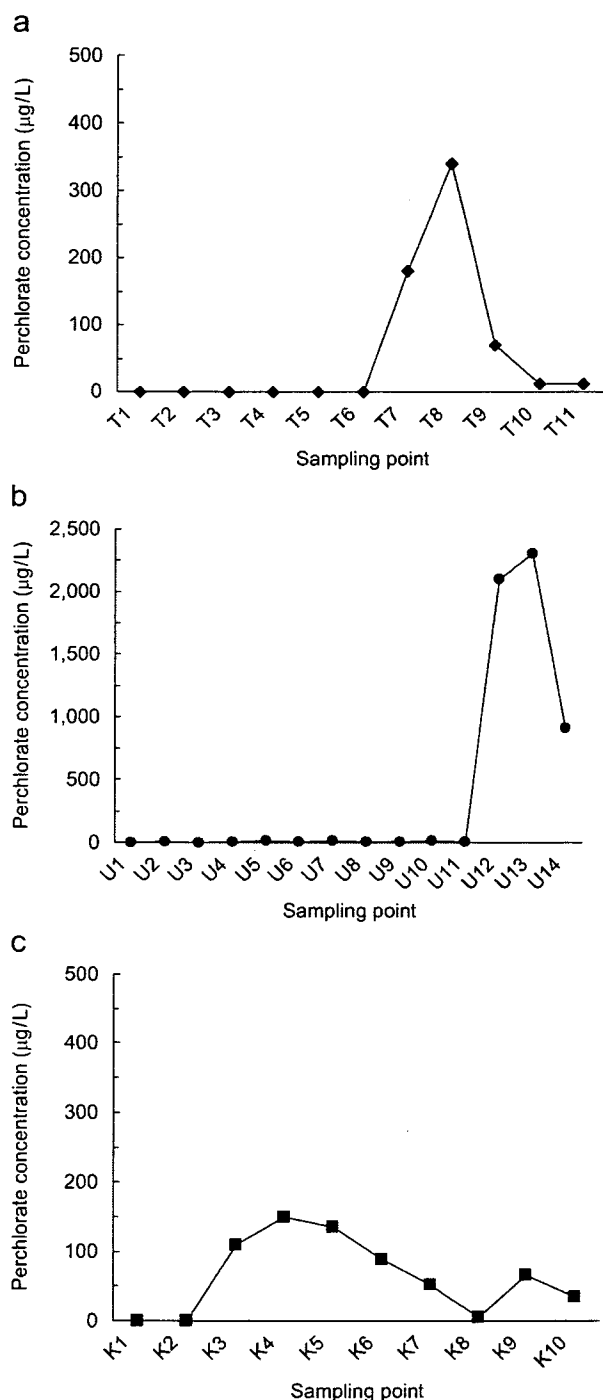 a
Perchlorate concentration (µg/L)
500
400
300
200
100
0
T1 T2 T3 T4 T5 T6 T7 T8 T9 T10 T11
Sampling point
b
Perchlorate concentration (µg/L)
2,500
2,000
1,500
1,000
500
0
U1 U2 U3 U4 U5 U6 U7 U8 U9 U10 U11 U12 U13 U14
Sampling point
c
Perchlorate concentration (µg/L)
500
400
300
200
100
0
K1 K2 K3 K4 K5 K6 K7 K8 K9 K10
Sampling point